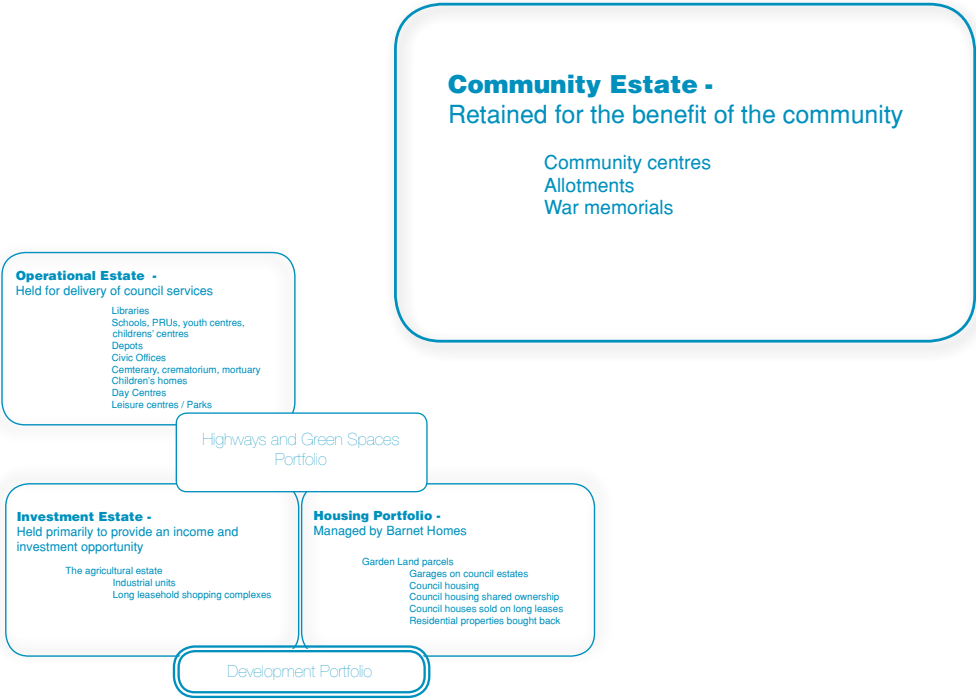 Community Estate -
Retained for the benefit of the community
Community centres
Allotments
War memorials
Operational Estate -
Held for delivery of council services
Libraries
Schools, PRUs, youth centres,
childrens' centres
Depots
Civic Offices
Cemterary, crematorium, mortuary
Children's homes
Day Centres
Leisure centres / Parks
Highways and Green Spaces
Portfolio
Investment Estate -
Held primarily to provide an income and
investment opportunity
The agricultural estate
Industrial units
Long leasehold shopping complexes
Housing Portfolio -
Managed by Barnet Homes
Garden Land parcels
Garages on council estates
Council housing
Council housing shared ownership
Council houses sold on long leases
Residential properties bought back
Development Portfolio